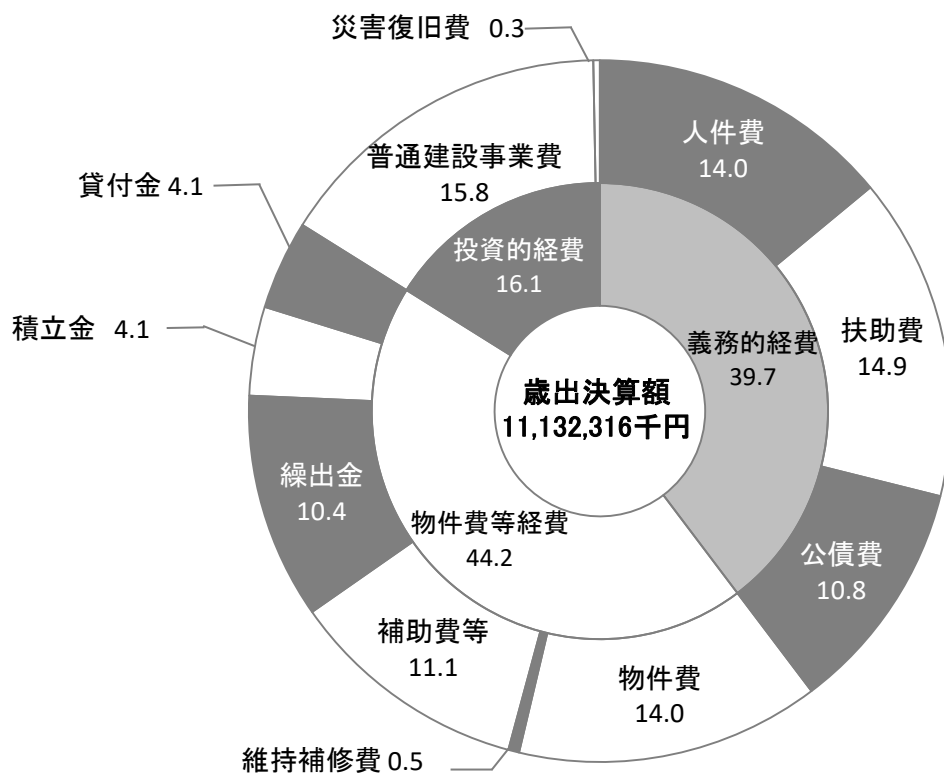 災害復旧費 0.3
人件費
14.0
普通建設事業費
15.8
貸付金 4.1
投資的経費
16.1
積立金 4.1
義務的経費
39.7
扶助費
14.9
歳出決算額
11,132,316千円
繰出金
10.4
物件費等経費
44.2
公債費
10.8
補助費等
11.1
物件費
14.0
維持補修費 0.5